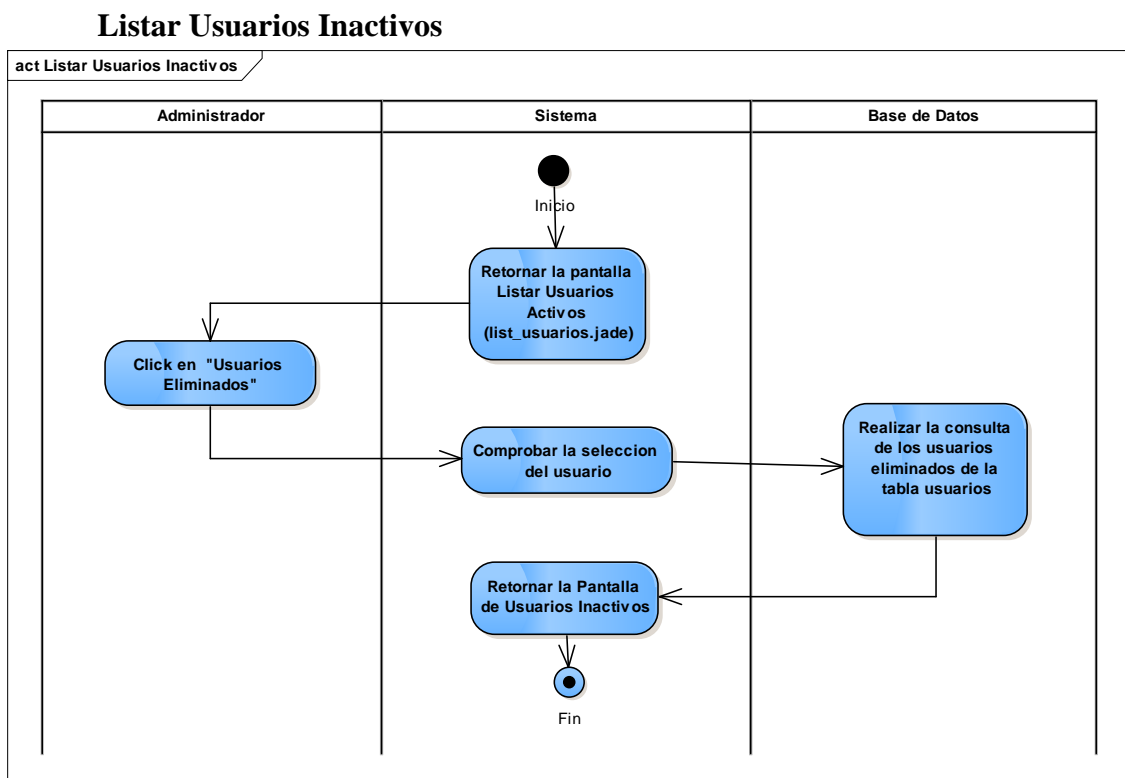 Listar Usuarios Inactivos
act Listar Usuarios Inactivos
Administrador
Sistema
Base de Datos
Inicio
Retornar la pantalla
Listar Usuarios
Activos
(list_usuarios.jade)
Click en "Usuarios
Eliminados"
Comprobar la seleccion
del usuario
Realizar la consulta
de los usuarios
eliminados de la
tabla usuarios
Retornar la Pantalla
de Usuarios Inactivos
Fin